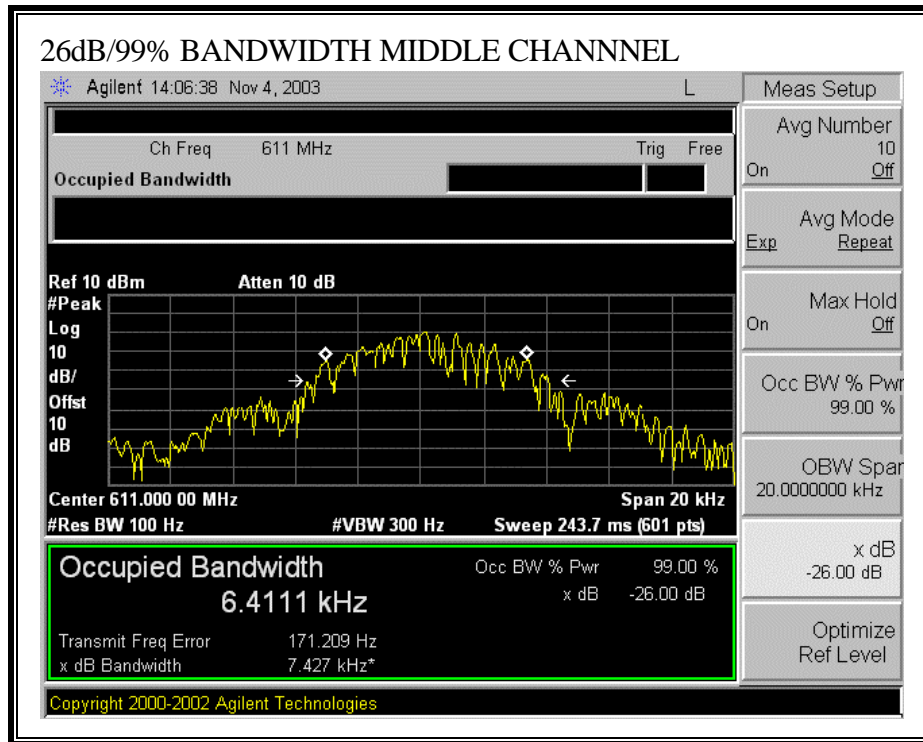 26dB/99% BANDWIDTH MIDDLE CHANNNEL
Agilent 14:06:38 Nov 4, 2003 L
Ch Freq 611 MHz Trig Free
Occupied Bandwidth
Ref 10 dBm Atten 10 dB
#Peak
Log
10
dB/
Offst
10
dB
Center 611.000 00 MHz Span 20 kHz
#Res BW 100 Hz #VBW 300 Hz Sweep 243.7 ms (601 pts)
Occupied Bandwidth
6.4111 kHz
Occ BW % Pwr 99.00 %
x dB -26.00 dB
Transmit Freq Error 171.209 Hz
x dB Bandwidth 7.427 kHz*
Copyright 2000-2002 Agilent Technologies
Meas Setup
Avg Number
10
On Off
Avg Mode
Exp Repeat
Max Hold
On Off
Occ BW % Pwr
99.00 %
OBW Span
20.0000000 kHz
x dB
-26.00 dB
Optimize
Ref Level